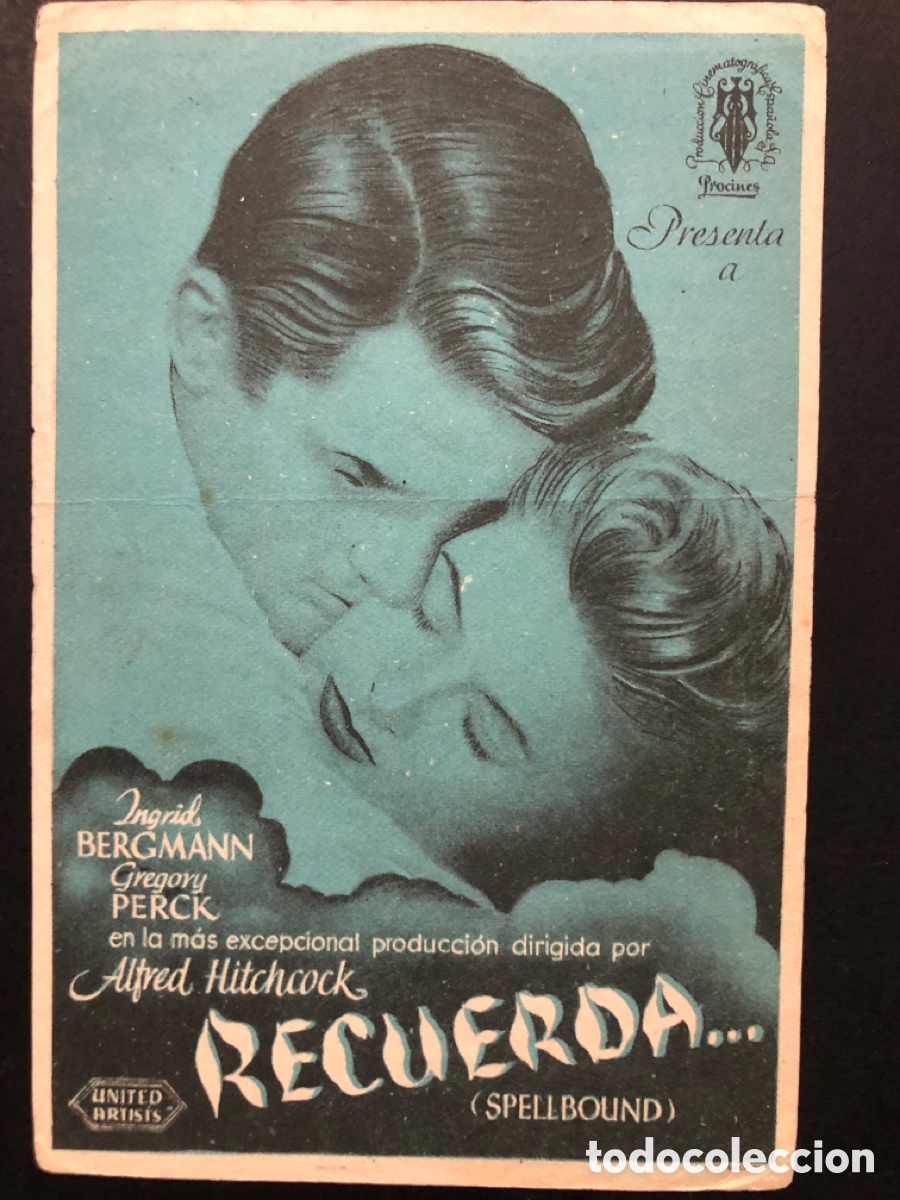 Produccion Cinematográfica Española S.A.
Procines
Presenta
a
Ingrid
BERGMANN
Gregory
PERCK
en la más excepcional producción dirigida por
Alfred Hitchcock
RECUERDA...
(SPELLBOUND)
UNITED
ARTISTS
todocoleccion